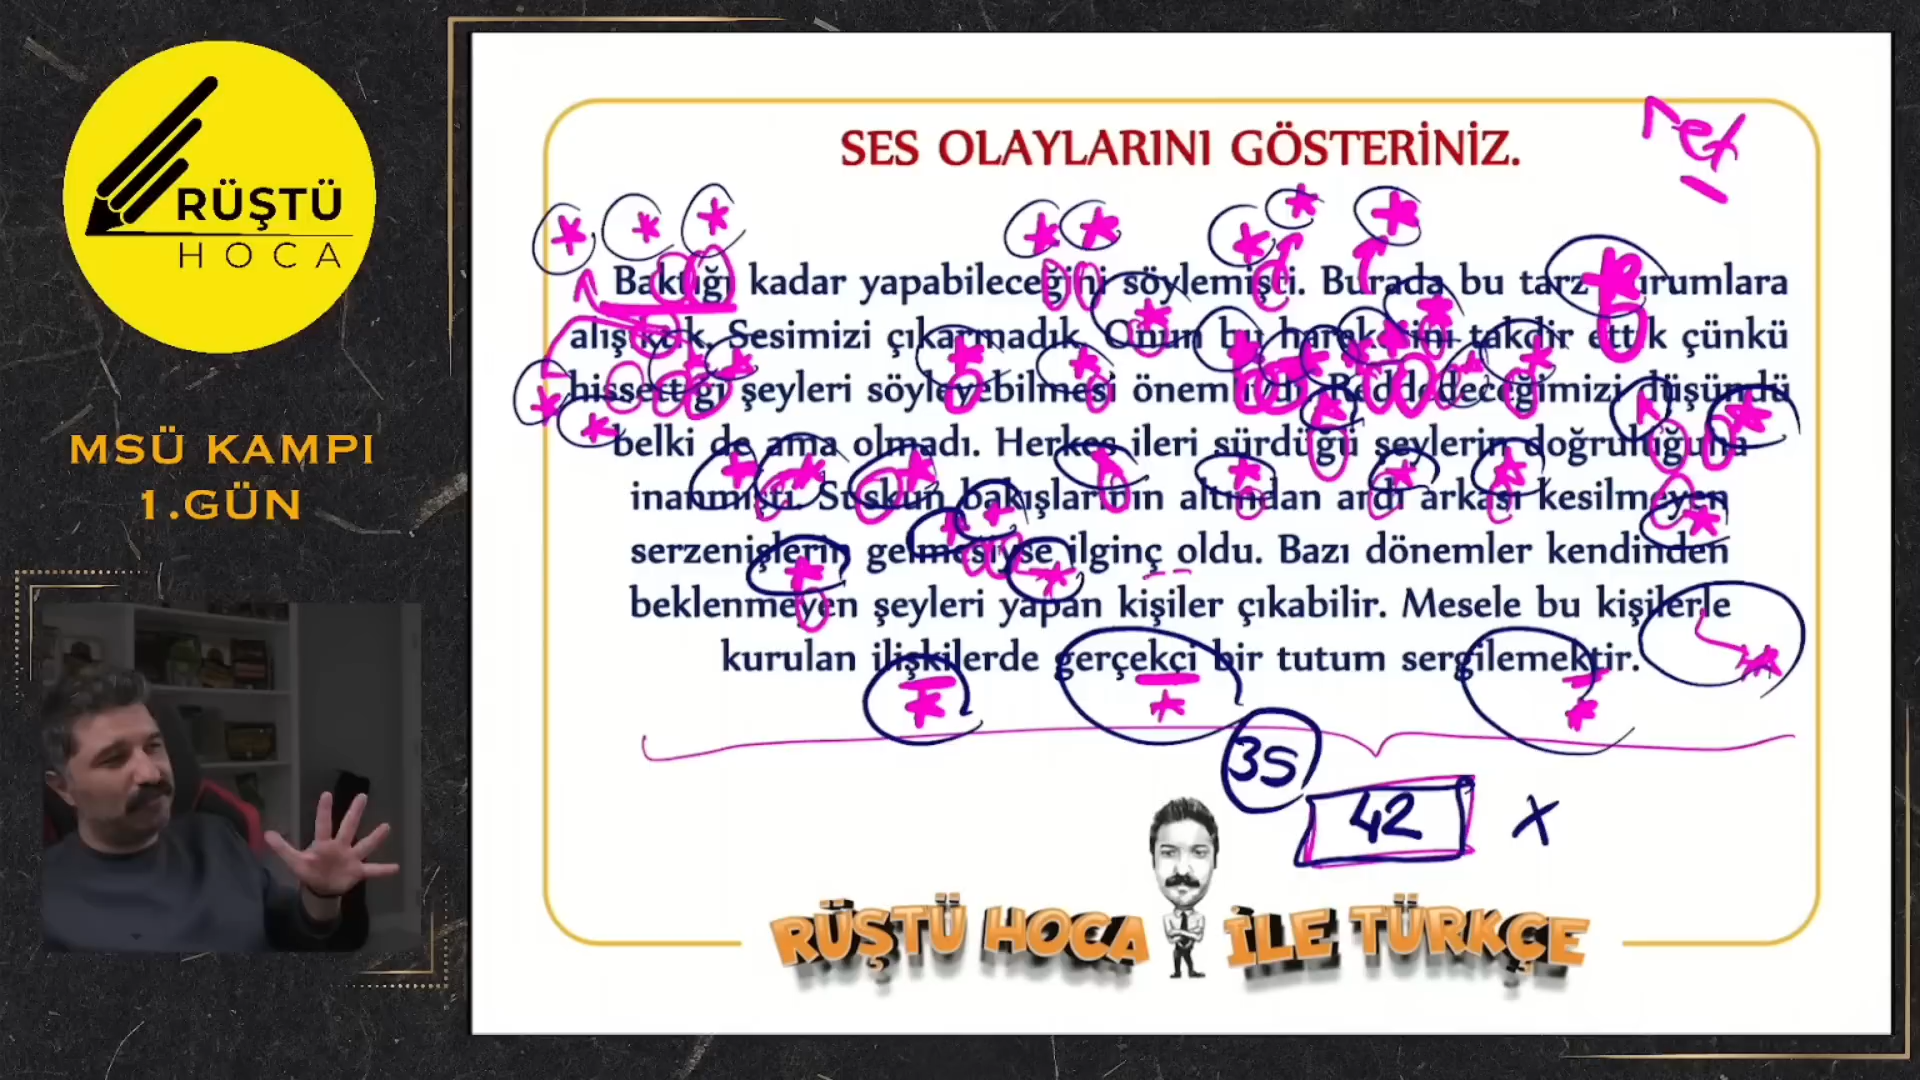 RÜŞTÜ
HOCA
MSÜ KAMPI
1.GÜN
SES OLAYLARINI GÖSTERİNİZ.
ret
Baktığı kadar yapabileceğini söylemişti. Burada bu tarz
alıştık. Sesimizi çıkarmadık. Onun bu hareketini takdir ettik çünkü
hissettiği şeyleri söyleyebilmesi önemliydi. Reddedeceğimizi düşündü
belki de ama olmadı. Herkes ileri sürdüğü şeylerin doğruluğuna
inanmıştı. Suskun bakışlarının altından ardı arkası kesilmeyen
serzenişlerin gelmesiyse ilginç oldu. Bazı dönemler kendinden
beklenmeyen şeyleri yapan kişiler çıkabilir. Mesele bu kişilerle
kurulan ilişkilerde gerçekçi bir tutum sergilemektir.
35
42 x
RÜŞTÜ HOCA İLE TÜRKÇE